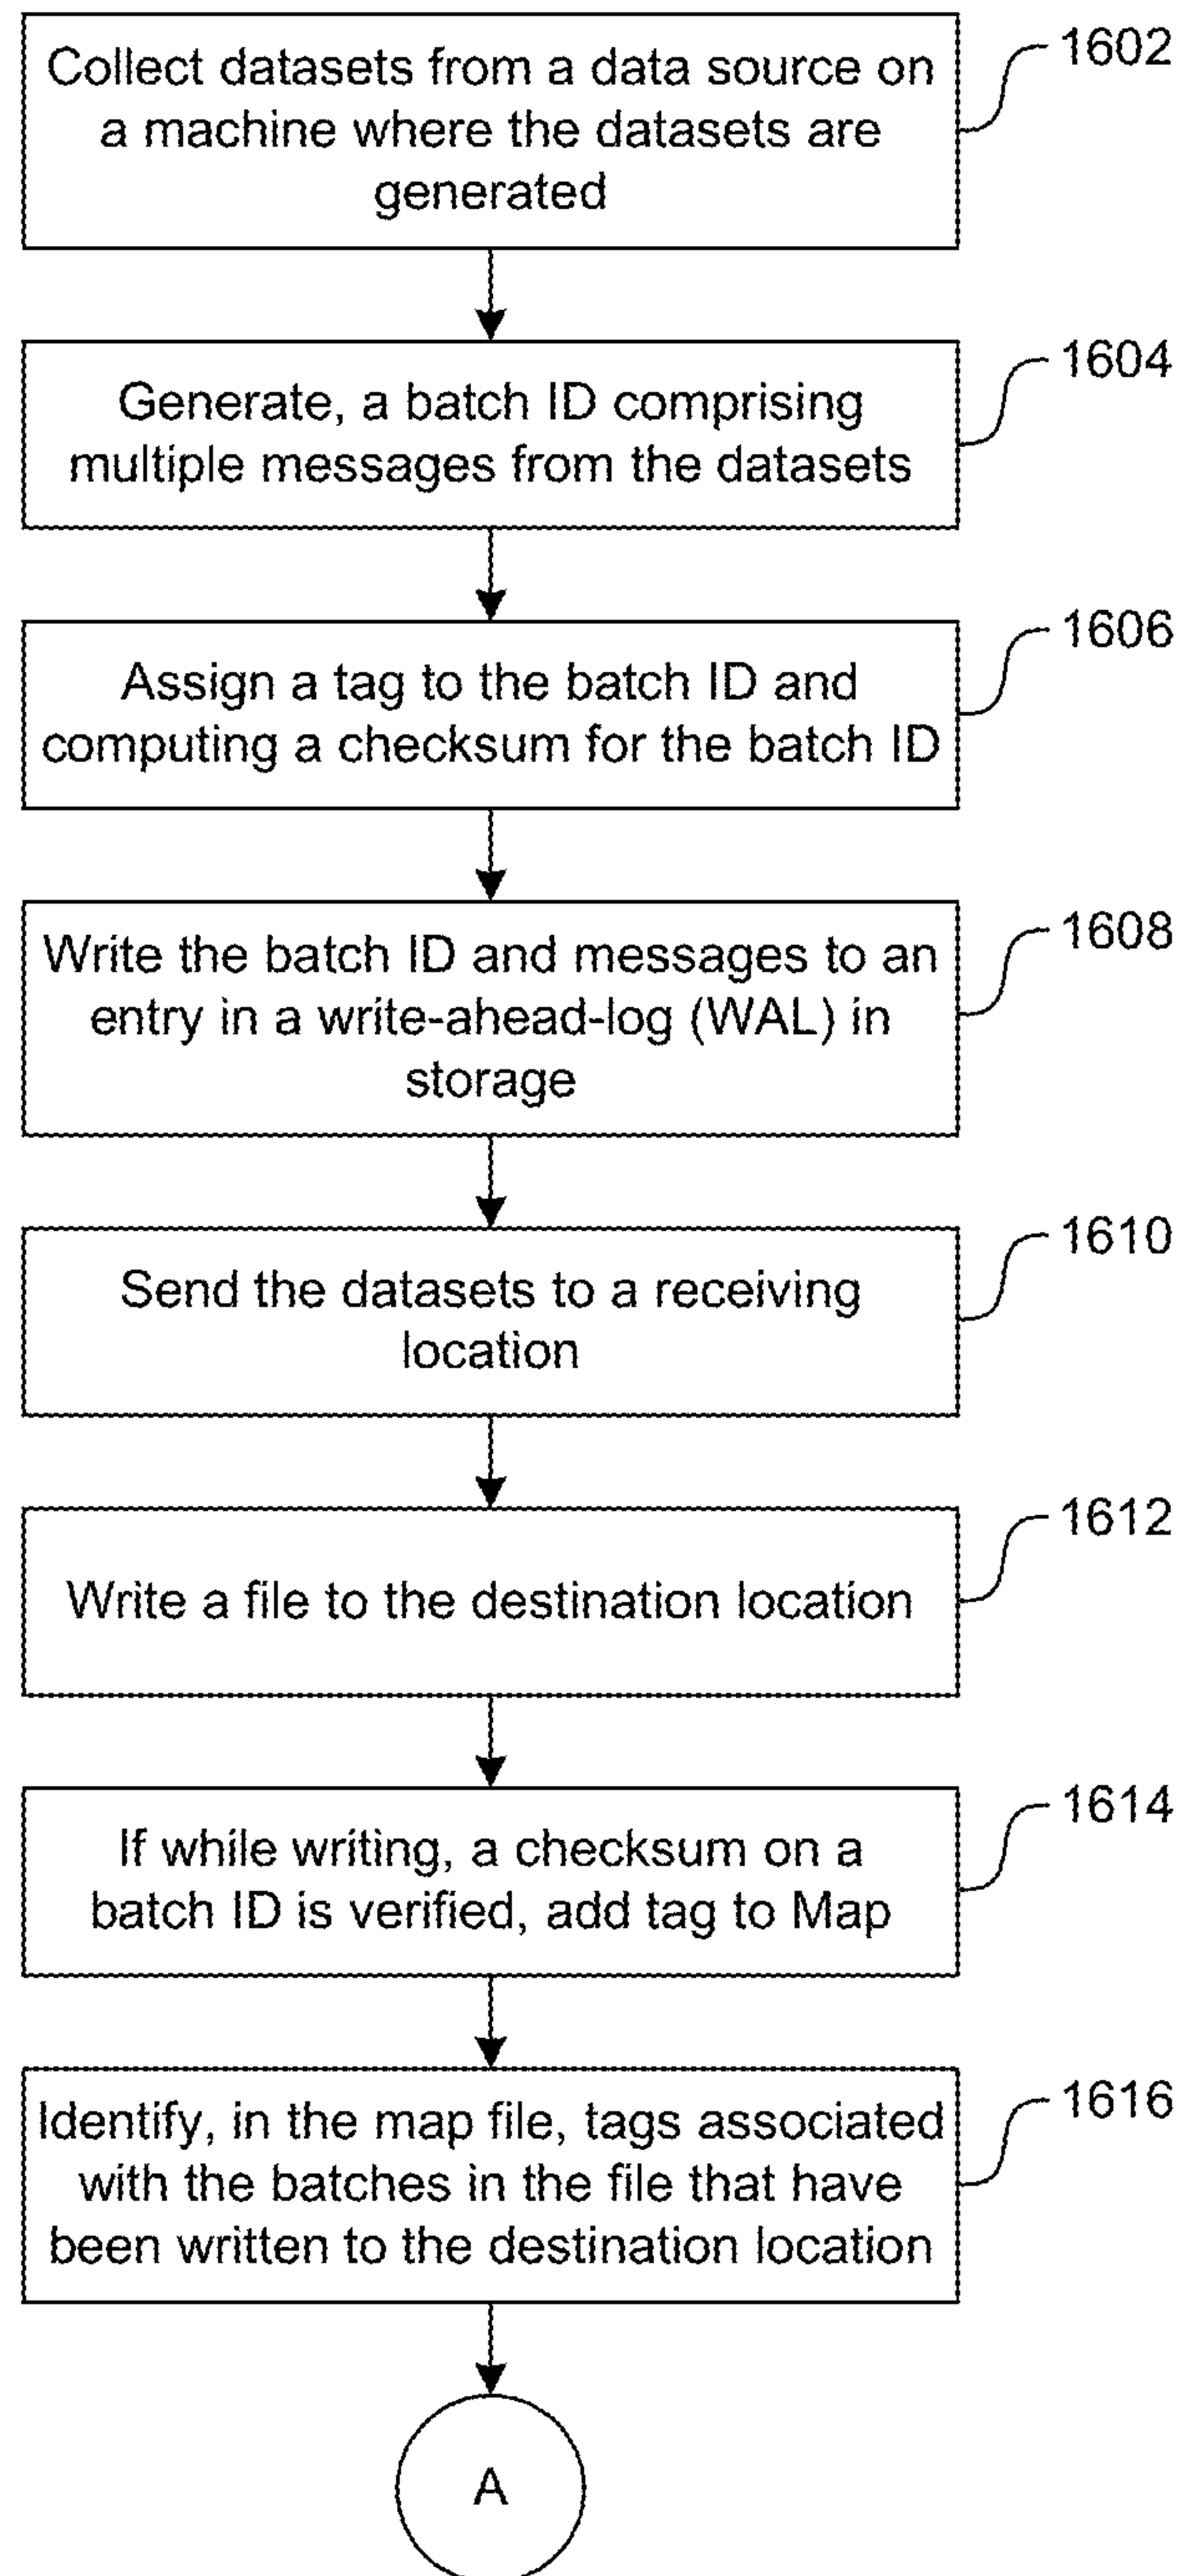 Collect datasets from a data source on
a machine where the datasets are
generated
1602
Generate, a batch ID comprising
multiple messages from the datasets
1604
Assign a tag to the batch ID and
computing a checksum for the batch ID
1606
Write the batch ID and messages to an
entry in a write-ahead-log (WAL) in
storage
1608
Send the datasets to a receiving
location
1610
Write a file to the destination location
1612
If while writing, a checksum on a
batch ID is verified, add tag to Map
1614
Identify, in the map file, tags associated
with the batches in the file that have
been written to the destination location
1616
A